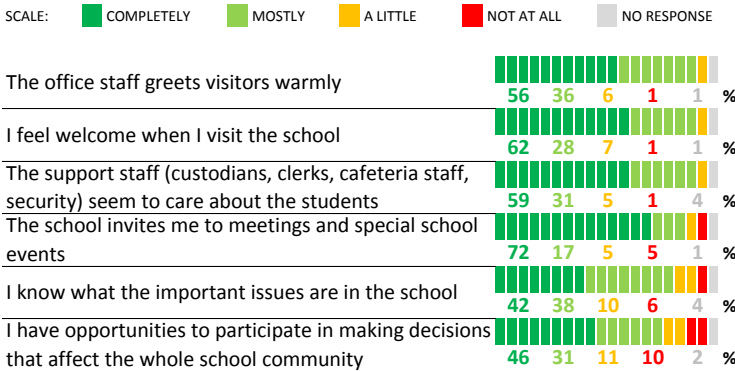 SCALE: COMPLETELY MOSTLY A LITTLE NOT AT ALL NO RESPONSE
The office staff greets visitors warmly
56 36 6 1 1 %
I feel welcome when I visit the school
62 28 7 1 1 %
The support staff (custodians, clerks, cafeteria staff,
security) seem to care about the students
59 31 5 1 4 %
The school invites me to meetings and special school
events
72 17 5 5 1 %
I know what the important issues are in the school
42 38 10 6 4 %
I have opportunities to participate in making decisions
that affect the whole school community
46 31 11 10 2 %